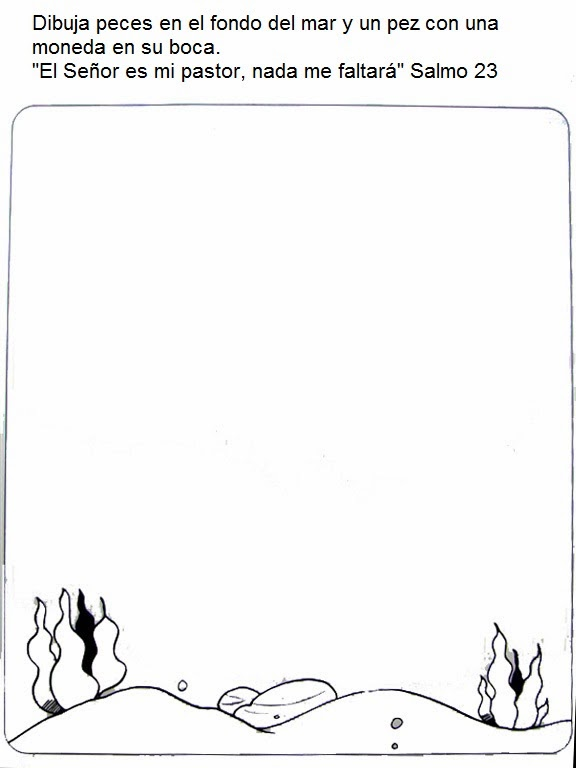 Dibuja peces en el fondo del mar y un pez con una
moneda en su boca.
"El Señor es mi pastor, nada me faltará" Salmo 23